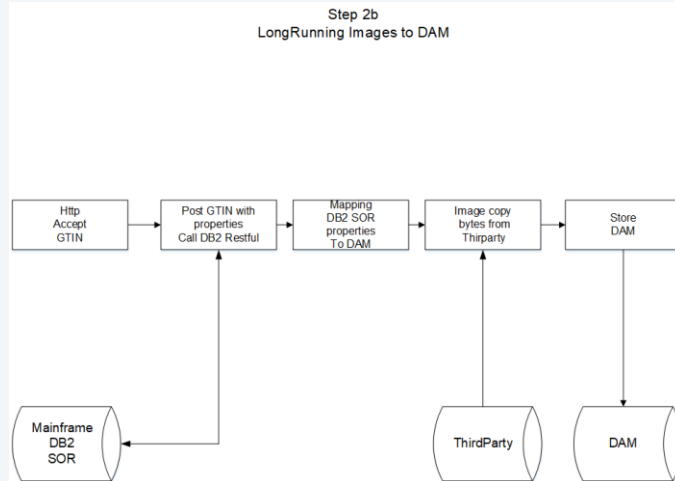 Step 2b
LongRunning Images to DAM
Http
Accept
GTIN
Post GTIN with
properties
Call DB2 Restful
Mapping
DB2 SOR
properties
To DAM
Image copy
bytes from
Thirparty
Store
DAM
Mainframe
DB2
SOR
ThirdParty
DAM